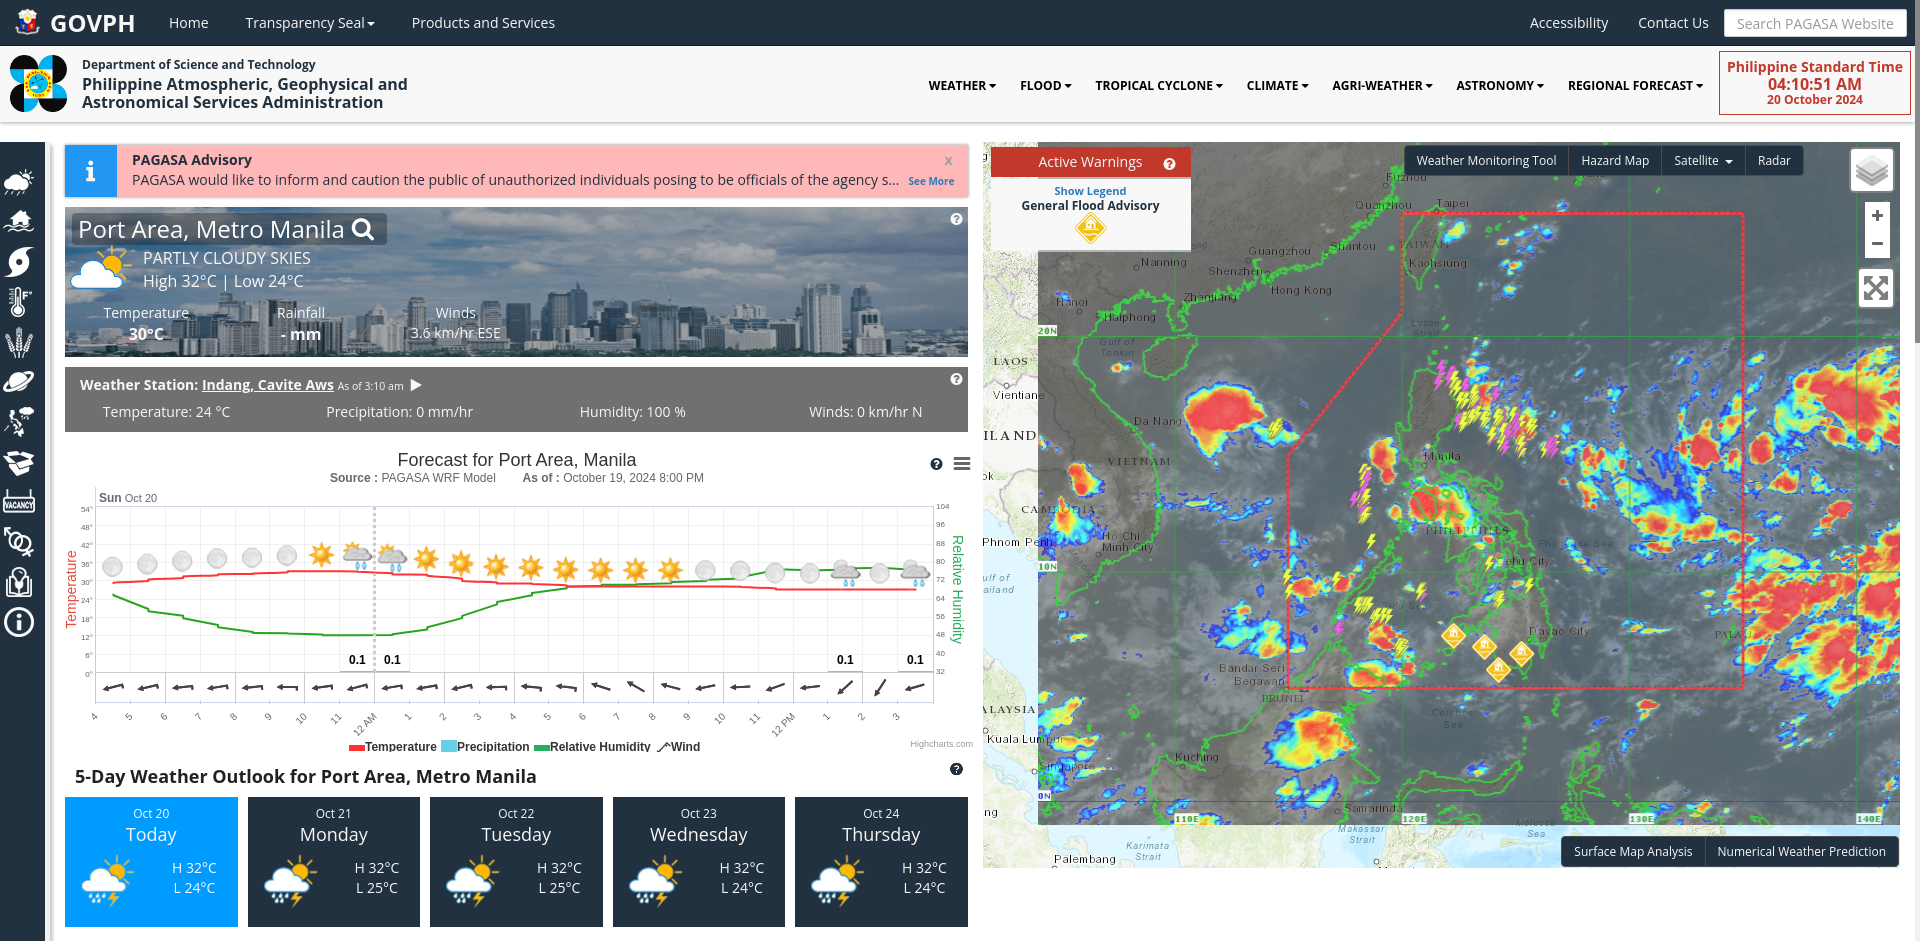 GOVPH
Home
Transparency Seal
Products and Services
Accessibility
Contact Us
Search PAGASA Website
Department of Science and Technology
Philippine Atmospheric, Geophysical and
Astronomical Services Administration
WEATHER
FLOOD
TROPICAL CYCLONE
CLIMATE
AGRI-WEATHER
ASTRONOMY
REGIONAL FORECAST
Philippine Standard Time
04:10:51 AM
20 October 2024
VACANCY
PAGASA Advisory
x
PAGASA would like to inform and caution the public of unauthorized individuals posing to be officials of the agency s... See More
Port Area, Metro Manila
PARTLY CLOUDY SKIES
High 32°C | Low 24°C
Temperature
30°C
Rainfall
- mm
Winds
3.6 km/hr ESE
Weather Station: Indang, Cavite Aws As of 3:10 am
Temperature: 24 °C
Precipitation: 0 mm/hr
Humidity: 100 %
Winds: 0 km/hr N
Forecast for Port Area, Manila
Source : PAGASA WRF Model As of : October 19, 2024 8:00 PM
Sun Oct 20
Temperature
54°
48°
42°
36°
30°
24°
18°
12°
6°
0°
104
96
88
80
72
64
56
48
40
32
Relative Humidity
0.1
0.1
0.1
0.1
4 5 6 7 8 9 10 11 12 AM 1 2 3 4 5 6 7 8 9 10 11 12 PM 1 2 3
Temperature Precipitation Relative Humidity Wind
Highcharts.com
5-Day Weather Outlook for Port Area, Metro Manila
Oct 20
Today
H 32°C
L 24°C
Oct 21
Monday
H 32°C
L 25°C
Oct 22
Tuesday
H 32°C
L 25°C
Oct 23
Wednesday
H 32°C
L 24°C
Oct 24
Thursday
H 32°C
L 24°C
Active Warnings
Show Legend
General Flood Advisory
Weather Monitoring Tool
Hazard Map
Satellite
Radar
+
−
Fuzhou
Quanzhou
Taipei
TAIWAN
Guangzhou
Shantou
Nanning
Shenzhen
Kaohsiung
Hong Kong
Zhanjiang
Hanoi
Haiphong
20N
Luzon
Strait
Gulf of
Tonkin
LAOS
Vientiane
Da Nang
ILAND
VIETNAM
Manila
ok
CAMBODIA
PHILIPPINES
Phnom Penh
Ho Chi
Minh City
Philippine Sea
Cebu City
10N
ulf of
ailand
Davao City
PALAU
Bandar Seri
Begawan
BRUNEI
ALAYSIA
Celebes
Sea
Kuala Lumpur
Kuching
Singapore
0N
ng
Samarinda
110E
120E
130E
140E
Makassar
Strait
Molucca
Sea
Karimata
Strait
Palembang
Surface Map Analysis
Numerical Weather Prediction